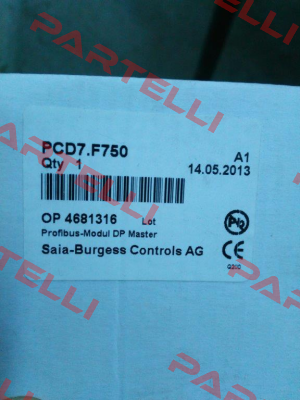 PARTELLI
PCD7.F750
Qty 1
A1
14.05.2013
OP 4681316 Lot
Profibus-Modul DP Master
Saia-Burgess Controls AG
CE
PARTELLI